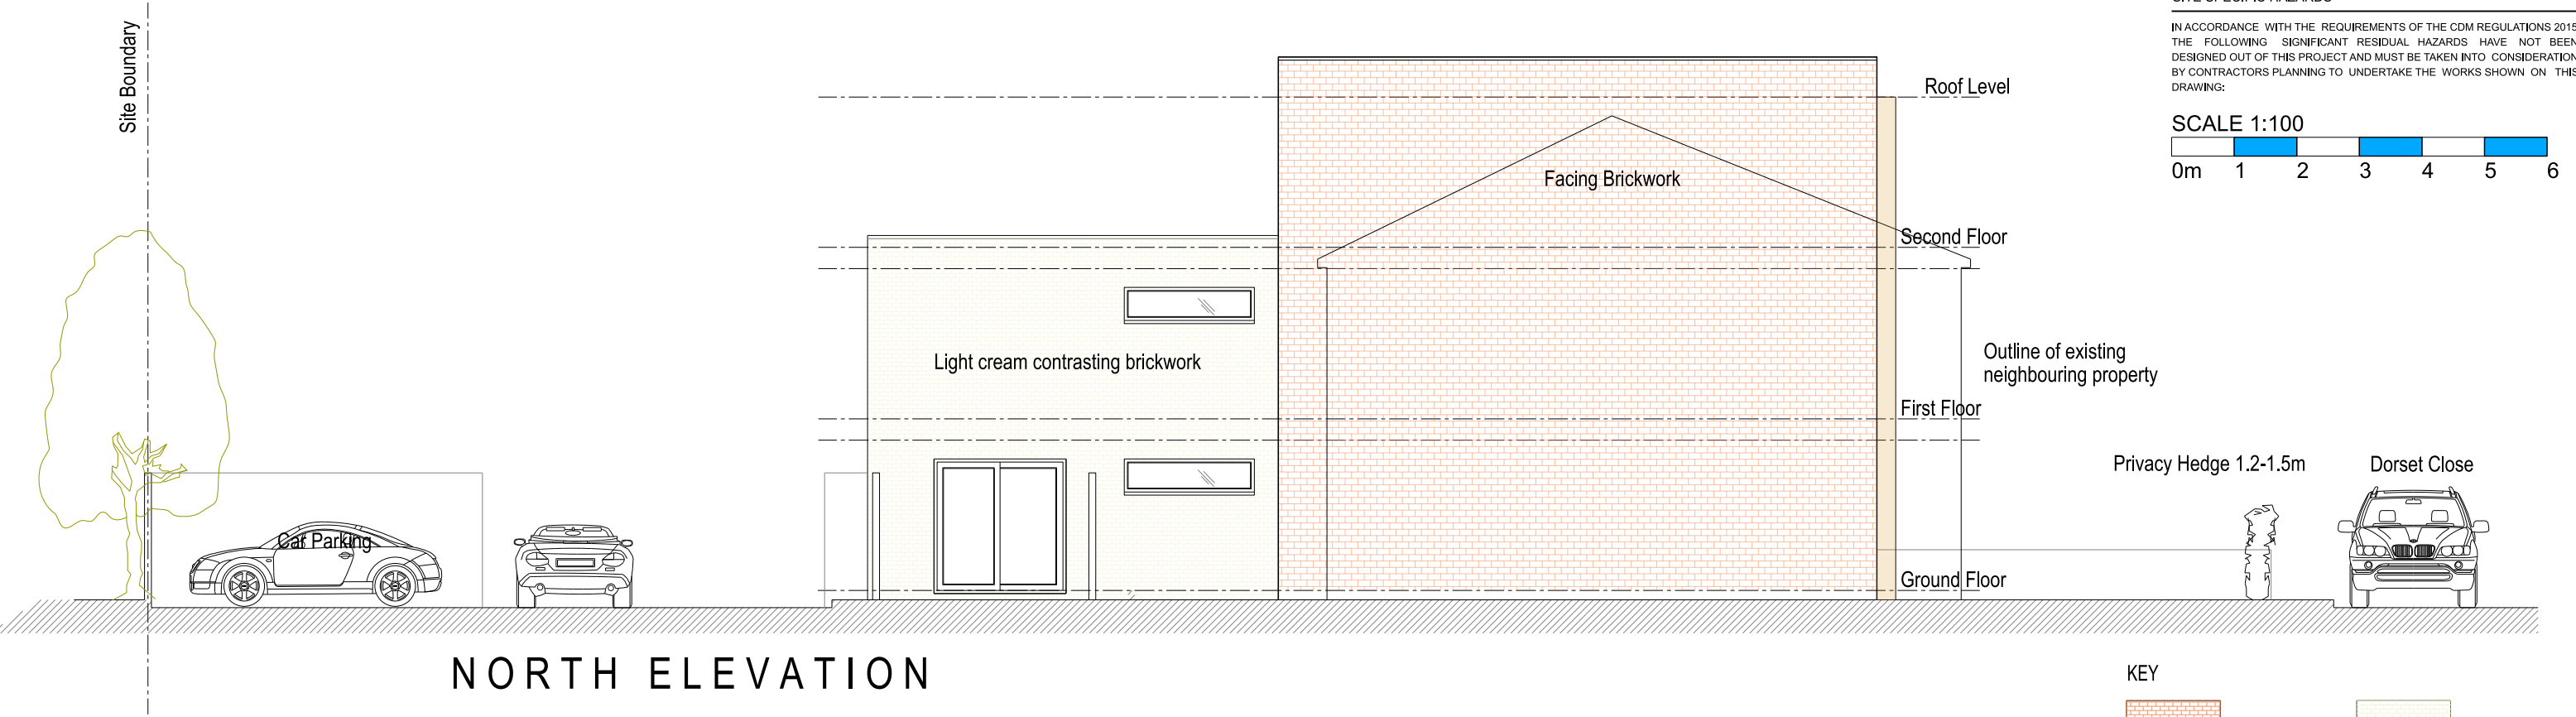 SITE SPECIFIC HAZARDS
IN ACCORDANCE WITH THE REQUIREMENTS OF THE CDM REGULATIONS 2015
THE FOLLOWING SIGNIFICANT RESIDUAL HAZARDS HAVE NOT BEEN
DESIGNED OUT OF THIS PROJECT AND MUST BE TAKEN INTO CONSIDERATION
BY CONTRACTORS PLANNING TO UNDERTAKE THE WORKS SHOWN ON THIS
DRAWING:
SCALE 1:100
0m 1 2 3 4 5 6
Site Boundary
Roof Level
Facing Brickwork
Second Floor
Light cream contrasting brickwork
Outline of existing
neighbouring property
First Floor
Privacy Hedge 1.2-1.5m
Dorset Close
Car Parking
Ground Floor
NORTH ELEVATION
KEY